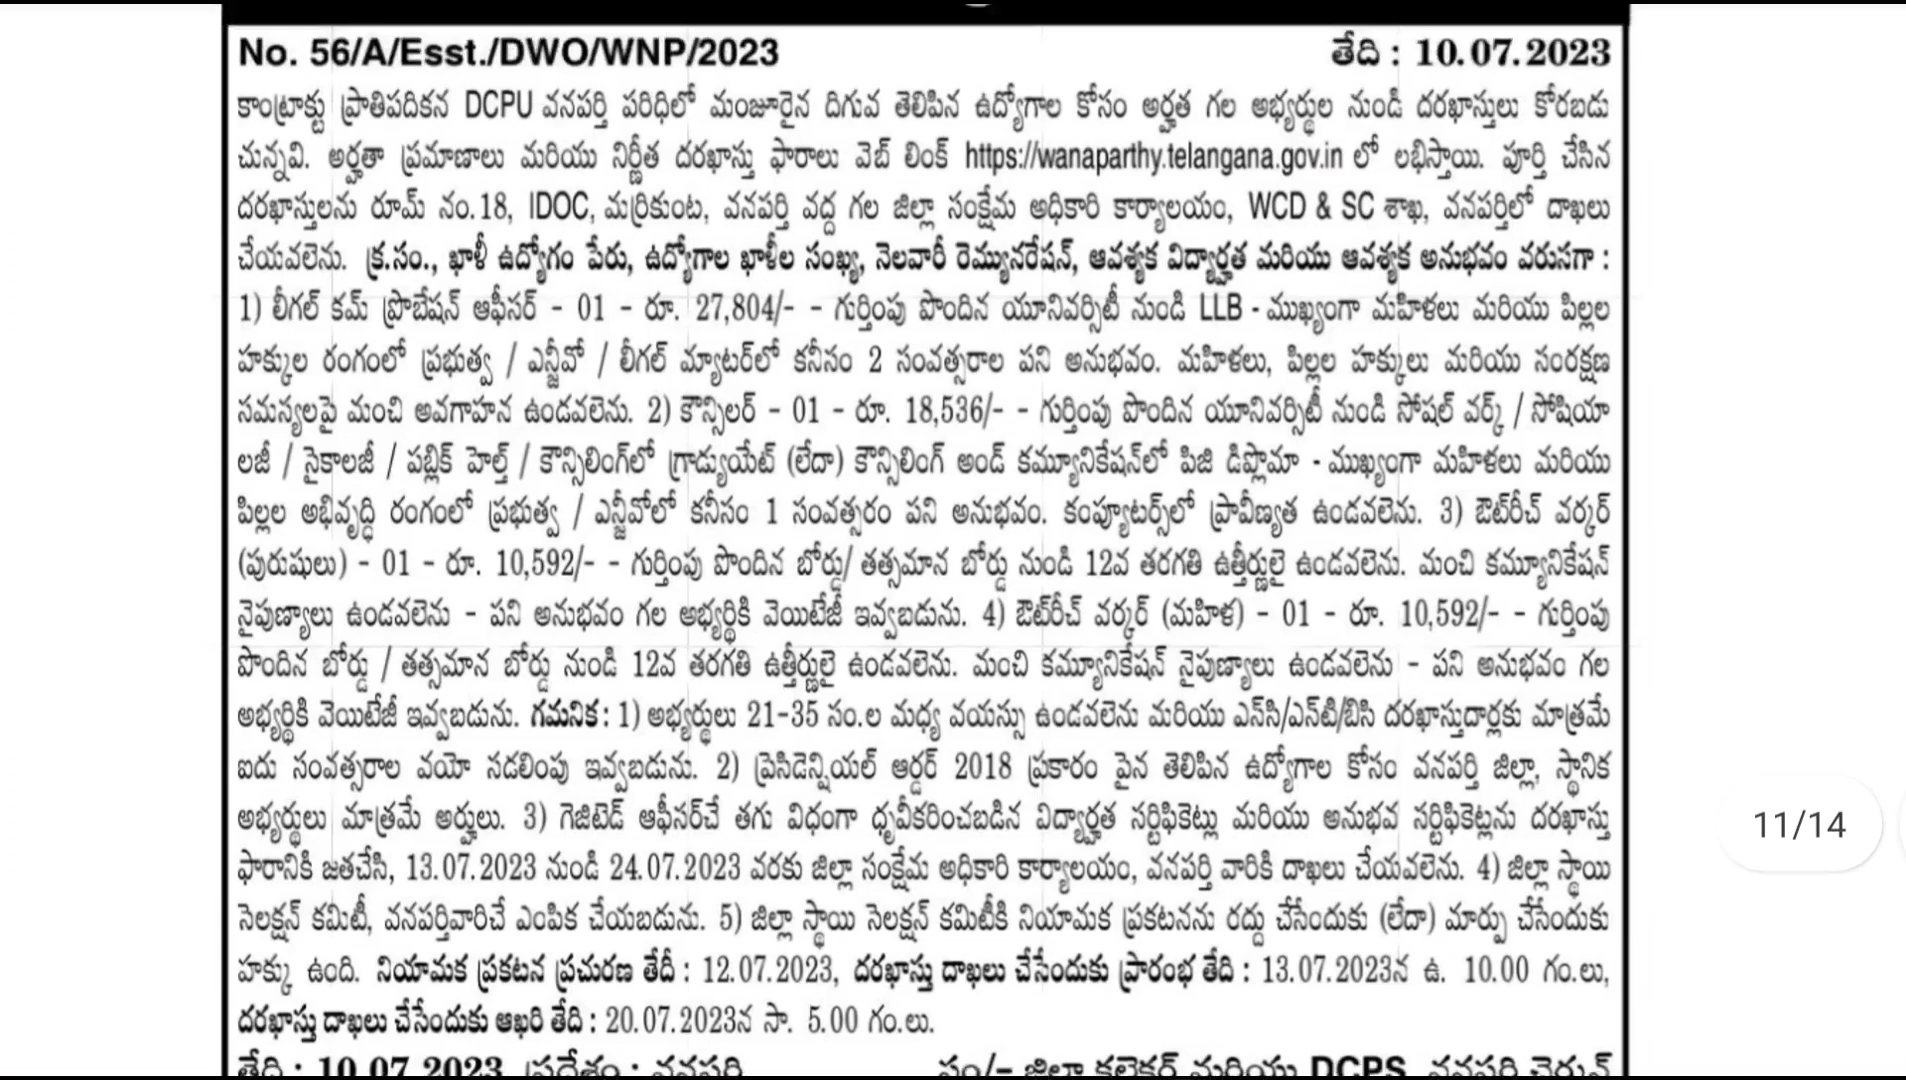 No. 56/A/Esst./DWO/WNP/2023 తేది : 10.07.2023
కాంట్రాక్టు ప్రాతిపదికన DCPU వనపర్తి పరిధిలో మంజూరైన దిగువ తెలిపిన ఉద్యోగాల కోసం అర్హత గల అభ్యర్థుల నుండి దరఖాస్తులు కోరబడు
చున్నవి. అర్హతా ప్రమాణాలు మరియు నిర్ణీత దరఖాస్తు ఫారాలు వెబ్ లింక్ https://wanaparthy.telangana.gov.in లో లభిస్తాయి. పూర్తి చేసిన
దరఖాస్తులను రూమ్ నం.18, IDOC, మర్రికుంట, వనపర్తి వద్ద గల జిల్లా సంక్షేమ అధికారి కార్యాలయం, WCD & SC శాఖ, వనపర్తిలో దాఖలు
చేయవలెను. క్ర.సం., ఖాళీ ఉద్యోగం పేరు, ఉద్యోగాల ఖాళీల సంఖ్య, నెలవారీ రెమ్యునరేషన్, ఆవశ్యక విద్యార్హత మరియు ఆవశ్యక అనుభవం వరుసగా :
1) లీగల్ కమ్ ప్రొబేషన్ ఆఫీసర్ - 01 - రూ. 27,804/- - గుర్తింపు పొందిన యూనివర్సిటీ నుండి LLB - ముఖ్యంగా మహిళలు మరియు పిల్లల
హక్కుల రంగంలో ప్రభుత్వ / ఎన్జీవో / లీగల్ మ్యాటర్‌లో కనీసం 2 సంవత్సరాల పని అనుభవం. మహిళలు, పిల్లల హక్కులు మరియు సంరక్షణ
సమస్యలపై మంచి అవగాహన ఉండవలెను. 2) కౌన్సిలర్ - 01 - రూ. 18,536/- - గుర్తింపు పొందిన యూనివర్సిటీ నుండి సోషల్ వర్క్ / సోషియా
లజీ / సైకాలజీ / పబ్లిక్ హెల్త్ / కౌన్సిలింగ్‌లో గ్రాడ్యుయేట్ (లేదా) కౌన్సిలింగ్ అండ్ కమ్యూనికేషన్‌లో పిజి డిప్లొమా - ముఖ్యంగా మహిళలు మరియు
పిల్లల అభివృద్ధి రంగంలో ప్రభుత్వ / ఎన్జీవోలో కనీసం 1 సంవత్సరం పని అనుభవం. కంప్యూటర్స్‌లో ప్రావీణ్యత ఉండవలెను. 3) ఔట్‌రీచ్ వర్కర్
(పురుషులు) - 01 - రూ. 10,592/- - గుర్తింపు పొందిన బోర్డు/ తత్సమాన బోర్డు నుండి 12వ తరగతి ఉత్తీర్ణులై ఉండవలెను. మంచి కమ్యూనికేషన్
నైపుణ్యాలు ఉండవలెను - పని అనుభవం గల అభ్యర్థికి వెయిటేజీ ఇవ్వబడును. 4) ఔట్‌రీచ్ వర్కర్ (మహిళ) - 01 - రూ. 10,592/- - గుర్తింపు
పొందిన బోర్డు / తత్సమాన బోర్డు నుండి 12వ తరగతి ఉత్తీర్ణులై ఉండవలెను. మంచి కమ్యూనికేషన్ నైపుణ్యాలు ఉండవలెను - పని అనుభవం గల
అభ్యర్థికి వెయిటేజీ ఇవ్వబడును. గమనిక: 1) అభ్యర్థులు 21-35 సం.ల మధ్య వయస్సు ఉండవలెను మరియు ఎస్‌సి/ఎస్‌టి/బిసి దరఖాస్తుదార్లకు మాత్రమే
ఐదు సంవత్సరాల వయో సడలింపు ఇవ్వబడును. 2) ప్రెసిడెన్షియల్ ఆర్డర్ 2018 ప్రకారం పైన తెలిపిన ఉద్యోగాల కోసం వనపర్తి జిల్లా, స్థానిక
అభ్యర్థులు మాత్రమే అర్హులు. 3) గెజిటెడ్ ఆఫీసర్‌చే తగు విధంగా ధృవీకరించబడిన విద్యార్హత సర్టిఫికెట్లు మరియు అనుభవ సర్టిఫికెట్లను దరఖాస్తు
ఫారానికి జతచేసి, 13.07.2023 నుండి 24.07.2023 వరకు జిల్లా సంక్షేమ అధికారి కార్యాలయం, వనపర్తి వారికి దాఖలు చేయవలెను. 4) జిల్లా స్థాయి
సెలక్షన్ కమిటీ, వనపర్తివారిచే ఎంపిక చేయబడును. 5) జిల్లా స్థాయి సెలక్షన్ కమిటీకి నియామక ప్రకటనను రద్దు చేసేందుకు (లేదా) మార్పు చేసేందుకు
హక్కు ఉంది. నియామక ప్రకటన ప్రచురణ తేదీ : 12.07.2023, దరఖాస్తు దాఖలు చేసేందుకు ప్రారంభ తేది : 13.07.2023న ఉ. 10.00 గం.లు,
దరఖాస్తు దాఖలు చేసేందుకు ఆఖరి తేది : 20.07.2023న సా. 5.00 గం.లు.
తేది : 10.07.2023, ప్రదేశం : వనపర్తి సం/- జిల్లా కలెక్టర్ మరియు DCPS, వనపర్తి చైర్మన్
11/14